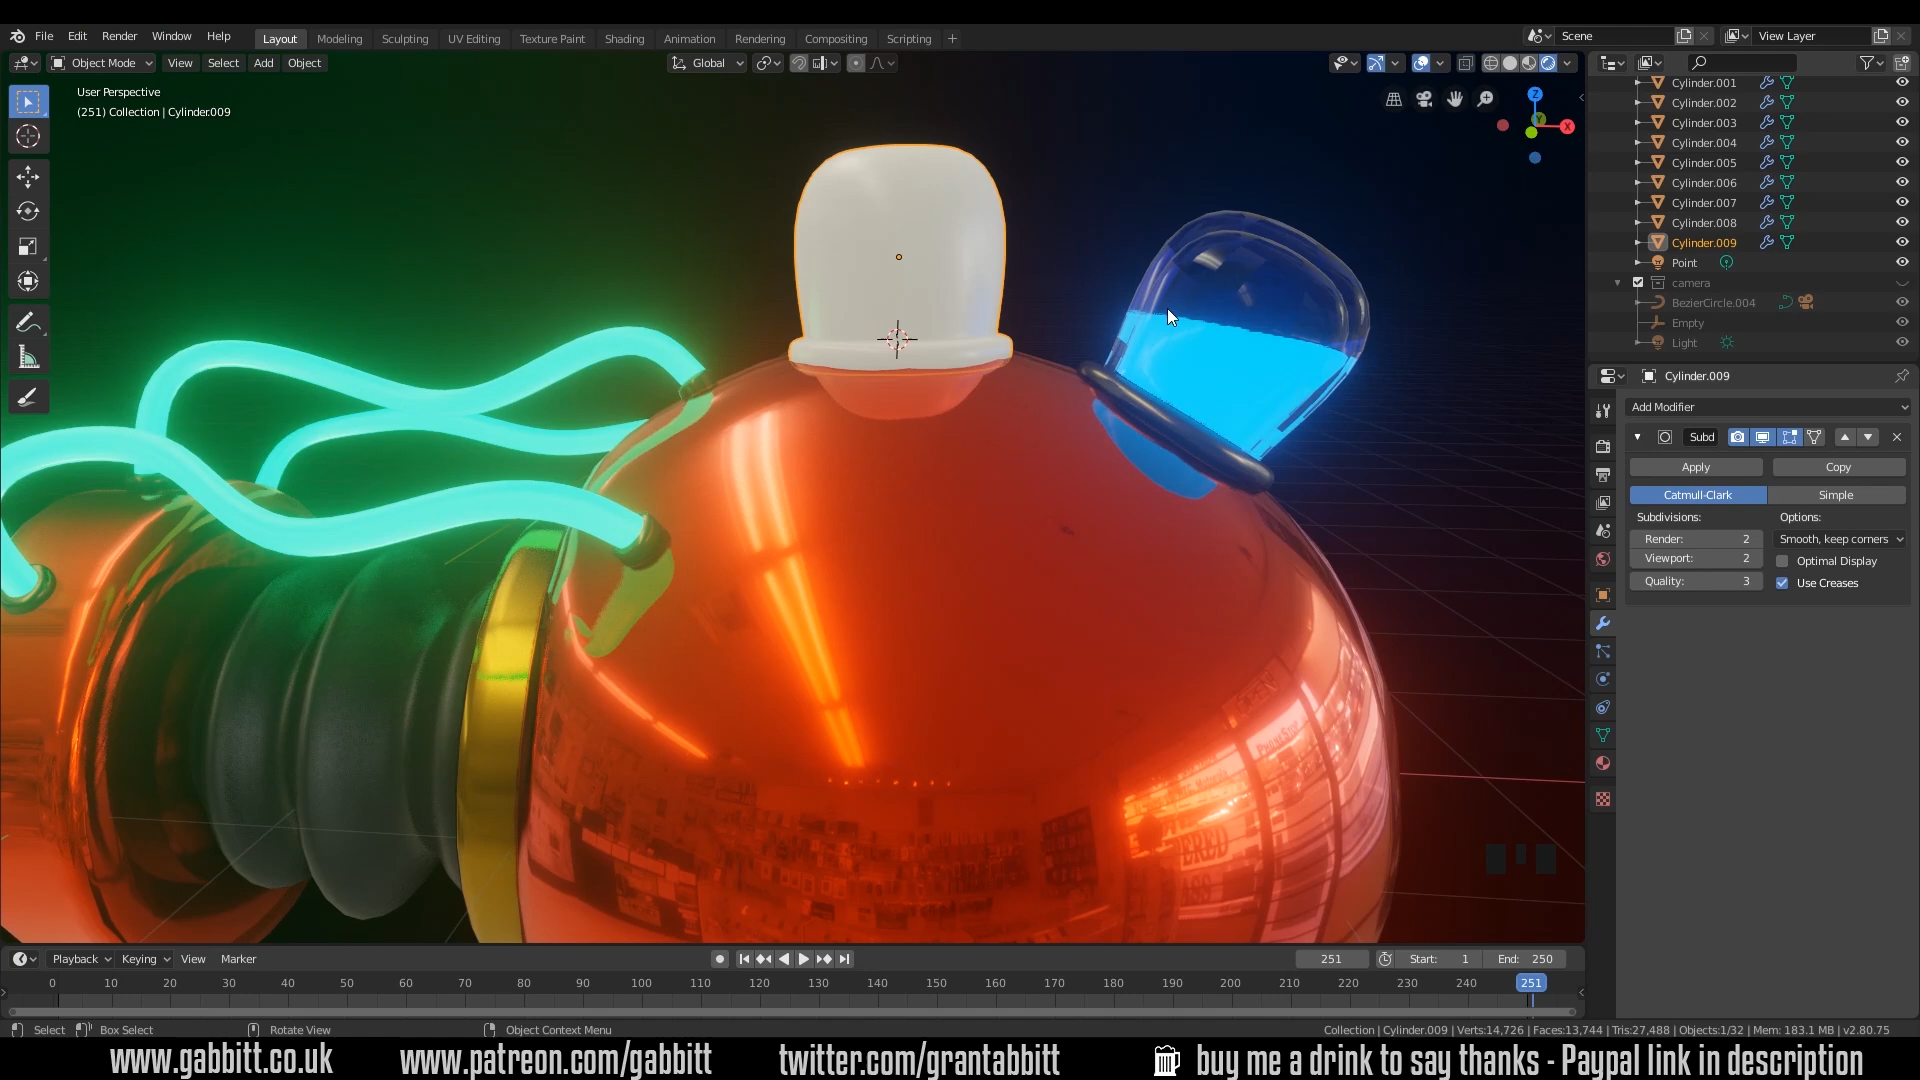 File Edit Render Window Help
Layout Modeling Sculpting UV Editing Texture Paint Shading Animation Rendering Compositing Scripting +
Scene View Layer
Object Mode View Select Add Object
Global
User Perspective
(251) Collection | Cylinder.009
Z
Y
X
Cylinder.001
Cylinder.002
Cylinder.003
Cylinder.004
Cylinder.005
Cylinder.006
Cylinder.007
Cylinder.008
Cylinder.009
Point
camera
BezierCircle.004
Empty
Light
Cylinder.009
Add Modifier
Subd
Apply Copy
Catmull-Clark Simple
Subdivisions: Options:
Render: 2 Smooth, keep corners
Viewport: 2 Optimal Display
Quality: 3 Use Creases
Playback Keying View Marker
251 Start: 1 End: 250
0 10 20 30 40 50 60 70 80 90 100 110 120 130 140 150 160 170 180 190 200 210 220 230 240 251
Select Box Select Rotate View Object Context Menu
Collection | Cylinder.009 | Verts:14,726 | Faces:13,744 | Tris:27,488 | Objects:1/32 | Mem: 183.1 MB | v2.80.75
www.gabbitt.co.uk www.patreon.com/gabbitt twitter.com/grantabbitt buy me a drink to say thanks - Paypal link in description